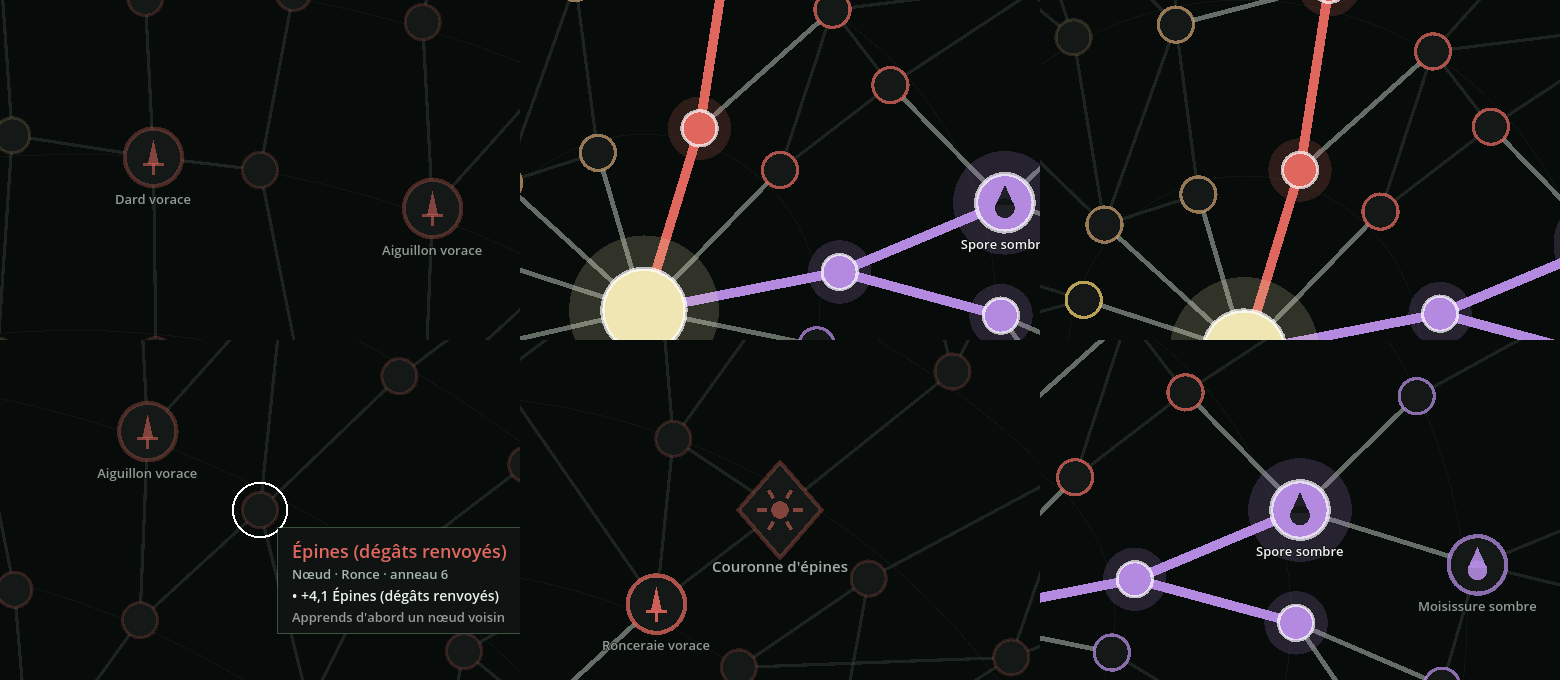 Dard vorace
Aiguillon vorace
Spore sombr
Aiguillon vorace
Épines (dégâts renvoyés)
Nœud · Ronce · anneau 6
• +4,1 Épines (dégâts renvoyés)
Apprends d'abord un nœud voisin
Couronne d'épines
Ronceraie vorace
Spore sombre
Moisissure sombre